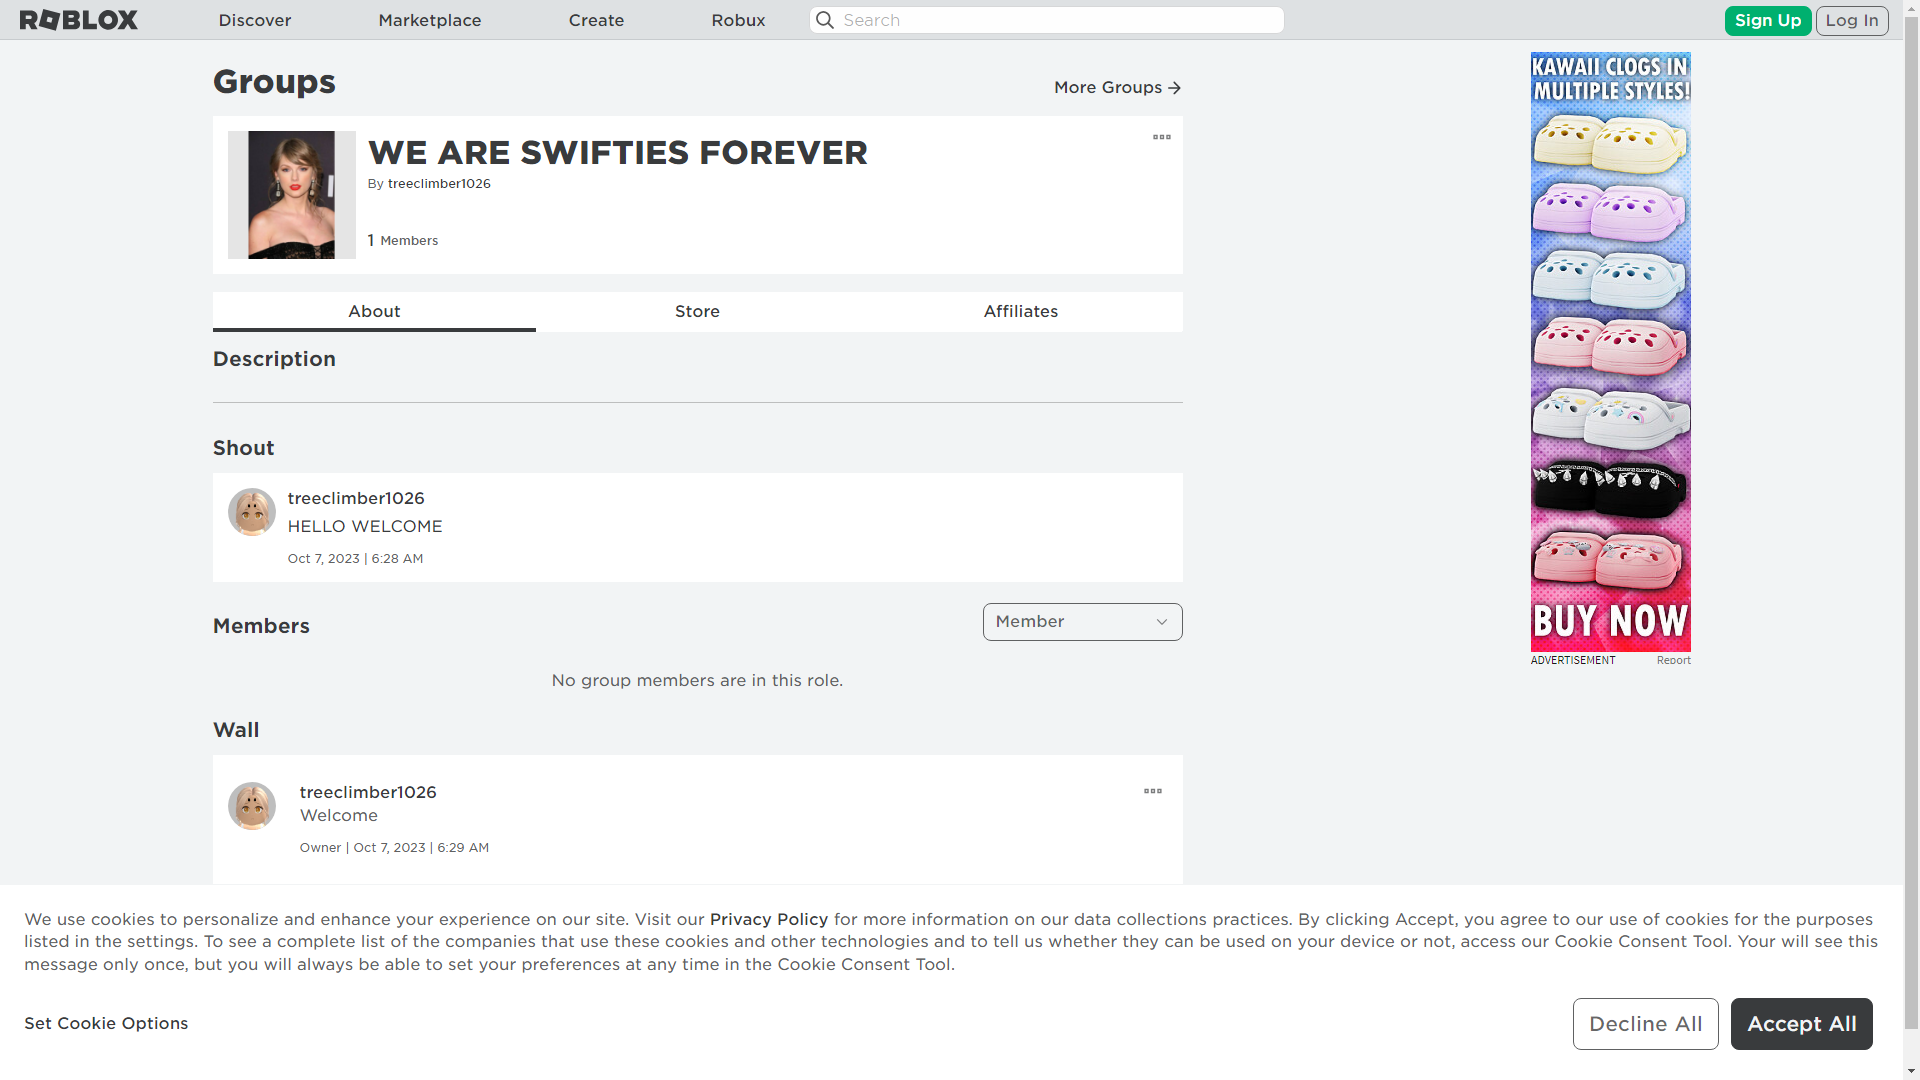 ROBLOX
Discover
Marketplace
Create
Robux
Search
Sign Up
Log In
Groups
More Groups
WE ARE SWIFTIES FOREVER
By treeclimber1026
1 Members
About
Store
Affiliates
Description
Shout
treeclimber1026
HELLO WELCOME
Oct 7, 2023 | 6:28 AM
Members
Member
No group members are in this role.
Wall
treeclimber1026
Welcome
Owner | Oct 7, 2023 | 6:29 AM
KAWAII CLOGS IN
MULTIPLE STYLES!
BUY NOW
ADVERTISEMENT
Report
We use cookies to personalize and enhance your experience on our site. Visit our Privacy Policy for more information on our data collections practices. By clicking Accept, you agree to our use of cookies for the purposes
listed in the settings. To see a complete list of the companies that use these cookies and other technologies and to tell us whether they can be used on your device or not, access our Cookie Consent Tool. Your will see this
message only once, but you will always be able to set your preferences at any time in the Cookie Consent Tool.
Set Cookie Options
Decline All
Accept All